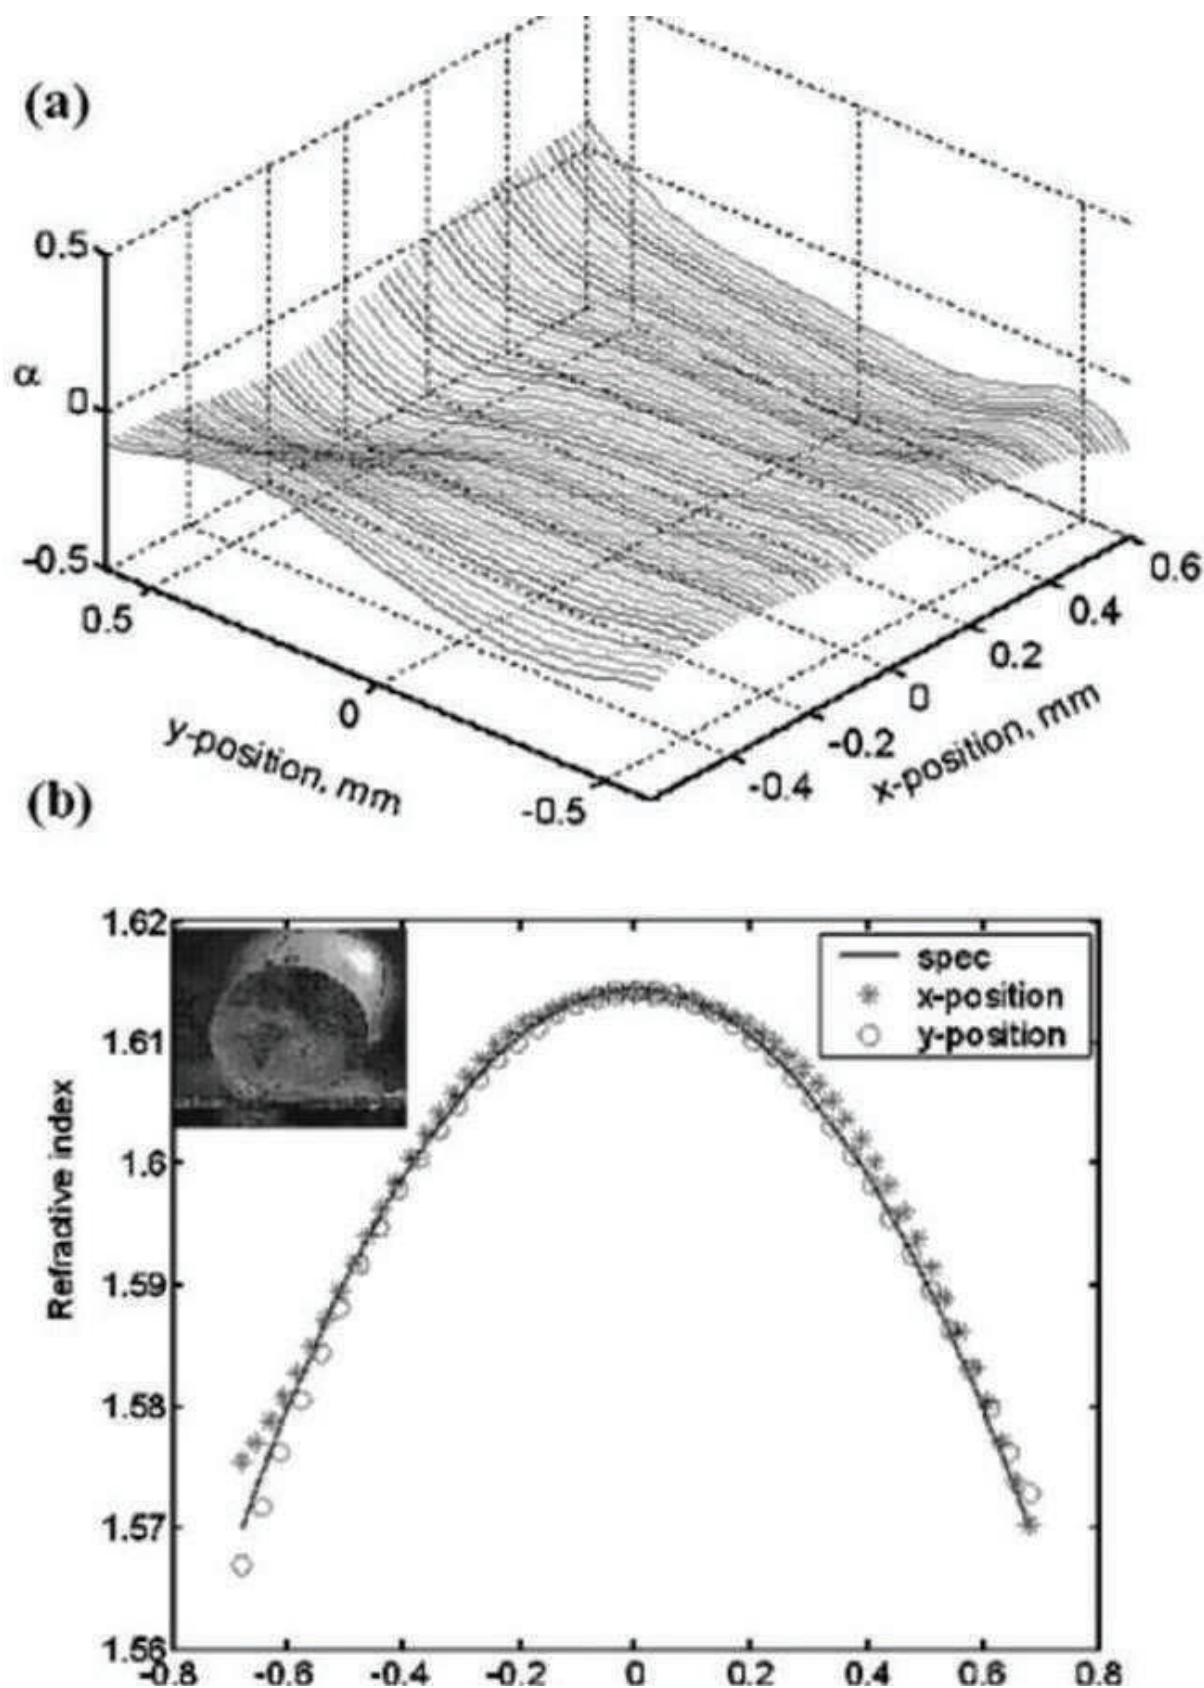 (a)
0.5
α
0
-0.5
0.5
0
-0.5
y-position, mm
0.6
0.4
0.2
0
-0.2
-0.4
x-position, mm
(b)
1.62
1.61
1.6
1.59
1.58
1.57
1.56
Refractive index
spec
x-position
y-position
-0.8 -0.6 -0.4 -0.2 0 0.2 0.4 0.6 0.8